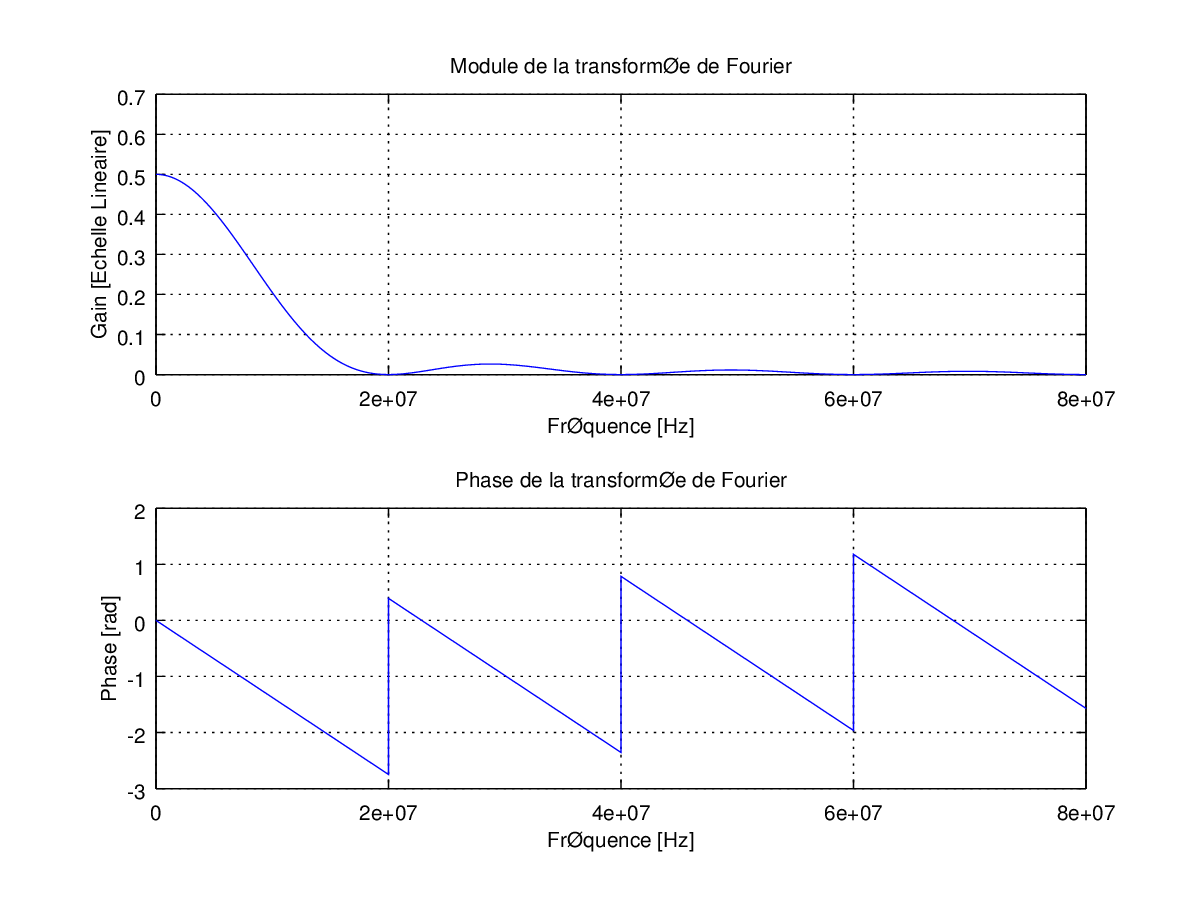 Module de la transformØe de Fourier
Gain [Echelle Lineaire]
0.7
0.6
0.5
0.4
0.3
0.2
0.1
0
0 2e+07 4e+07 6e+07 8e+07
FrØquence [Hz]
Phase de la transformØe de Fourier
Phase [rad]
2
1
0
-1
-2
-3
0 2e+07 4e+07 6e+07 8e+07
FrØquence [Hz]